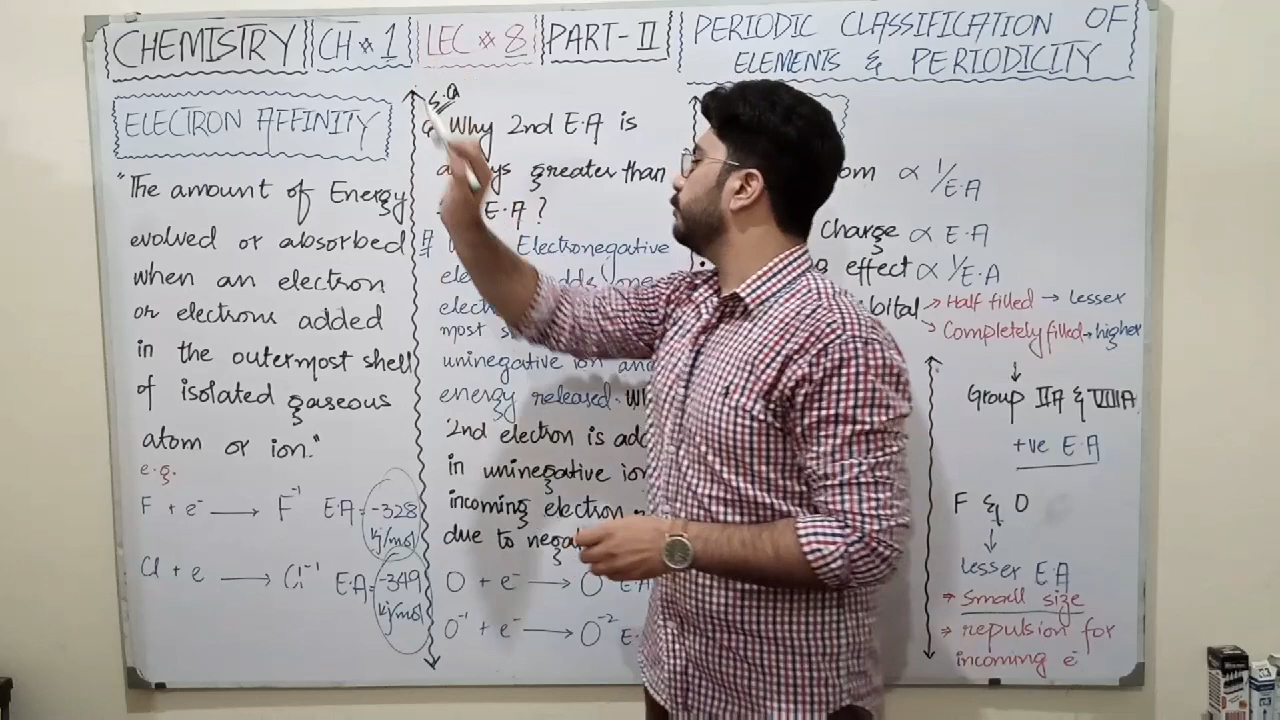 CHEMISTRY
CH * 1
LEC * 8
PART-II
PERIODIC CLASSIFICATION OF
ELEMENTS & PERIODICITY
ELECTRON AFFINITY
"The amount of Energy
evolved or absorbed
when an electron
or electrons added
in the outermost shell
of isolated gaseous
atom or ion."
e.g.
F + e⁻ ⟶ F⁻¹ E.A = -328
kj/mol
Cl + e ⟶ Cl⁻¹ E.A = -349
kj/mol
S.Q
Why 2nd E.A is
greater than
E.A ?
Electronegative
adds one
most
uninegative ion and
energy released.
2nd electron is
in uninegative ion
incoming electron
due to
O + e⁻ ⟶ O E.A
O⁻¹ + e⁻ ⟶ O⁻²
∝ 1/E.A
Charge ∝ E.A
effect ∝ 1/E.A
→ Half filled → Lesser
→ Completely filled → higher
↓
Group IIA & VIIIA
+ve E.A
F & O
↓
lesser E.A
→ Small size
→ repulsion for
incoming e⁻